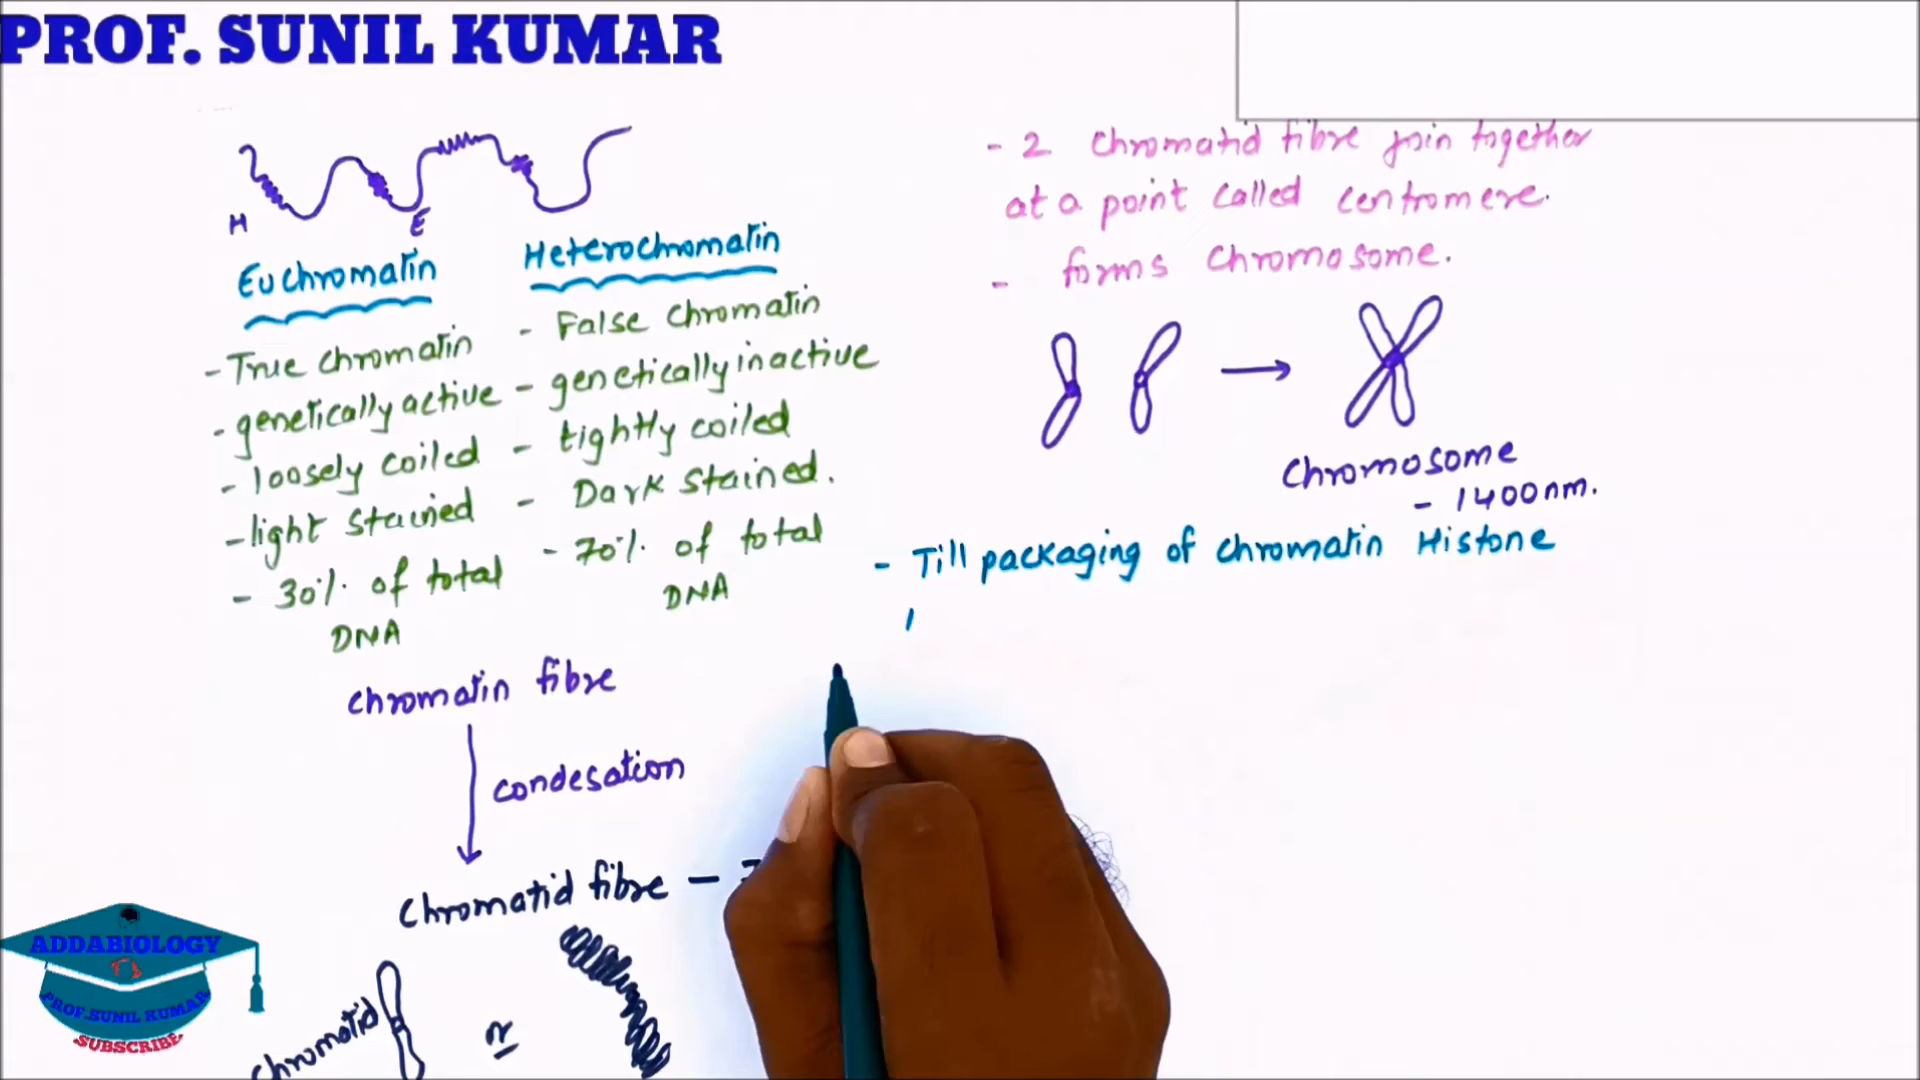 PROF. SUNIL KUMAR
H
E
Euchromatin
- True chromatin
- genetically active
- loosely coiled
- light stained
- 30% of total
DNA
Heterochromatin
- False chromatin
- genetically inactive
- tightly coiled
- Dark stained.
- 70% of total
DNA
chromatin fibre
condesation
Chromatid fibre -
chromatid
- 2 chromatid fibre join together
at a point called centromere.
- forms chromosome.
Chromosome
- 1400nm.
- Till packaging of chromatin Histone
ADDABIOLOGY
PROF.SUNIL KUMAR
SUBSCRIBE